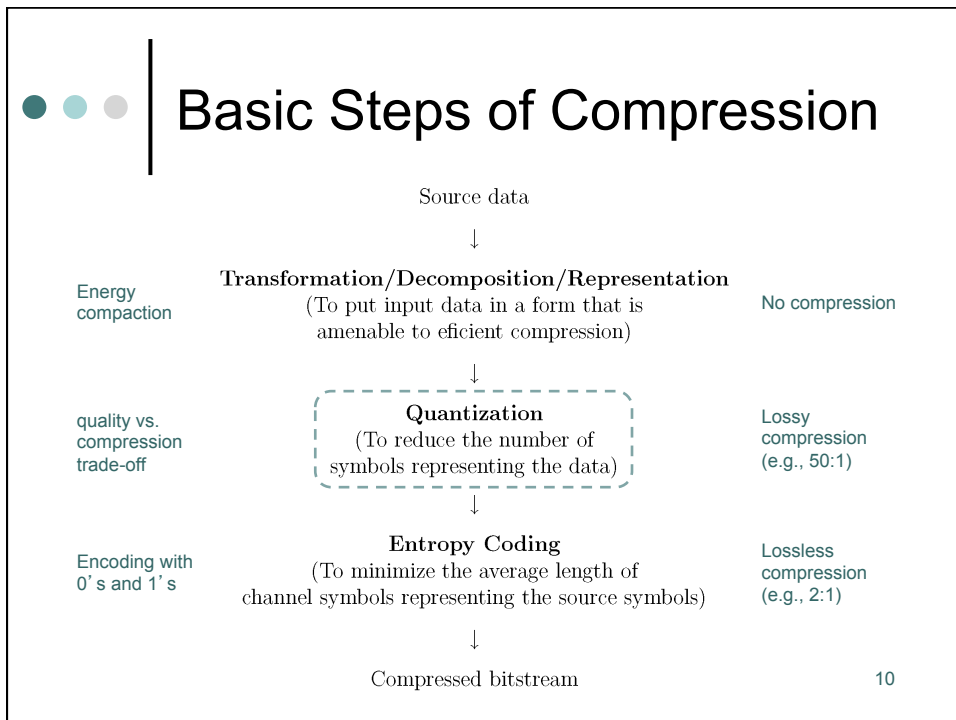 Basic Steps of Compression
Source data
↓
Energy
compaction
Transformation/Decomposition/Representation
(To put input data in a form that is
amenable to eficient compression)
No compression
↓
quality vs.
compression
trade-off
Quantization
(To reduce the number of
symbols representing the data)
Lossy
compression
(e.g., 50:1)
↓
Encoding with
0's and 1's
Entropy Coding
(To minimize the average length of
channel symbols representing the source symbols)
Lossless
compression
(e.g., 2:1)
↓
Compressed bitstream
10